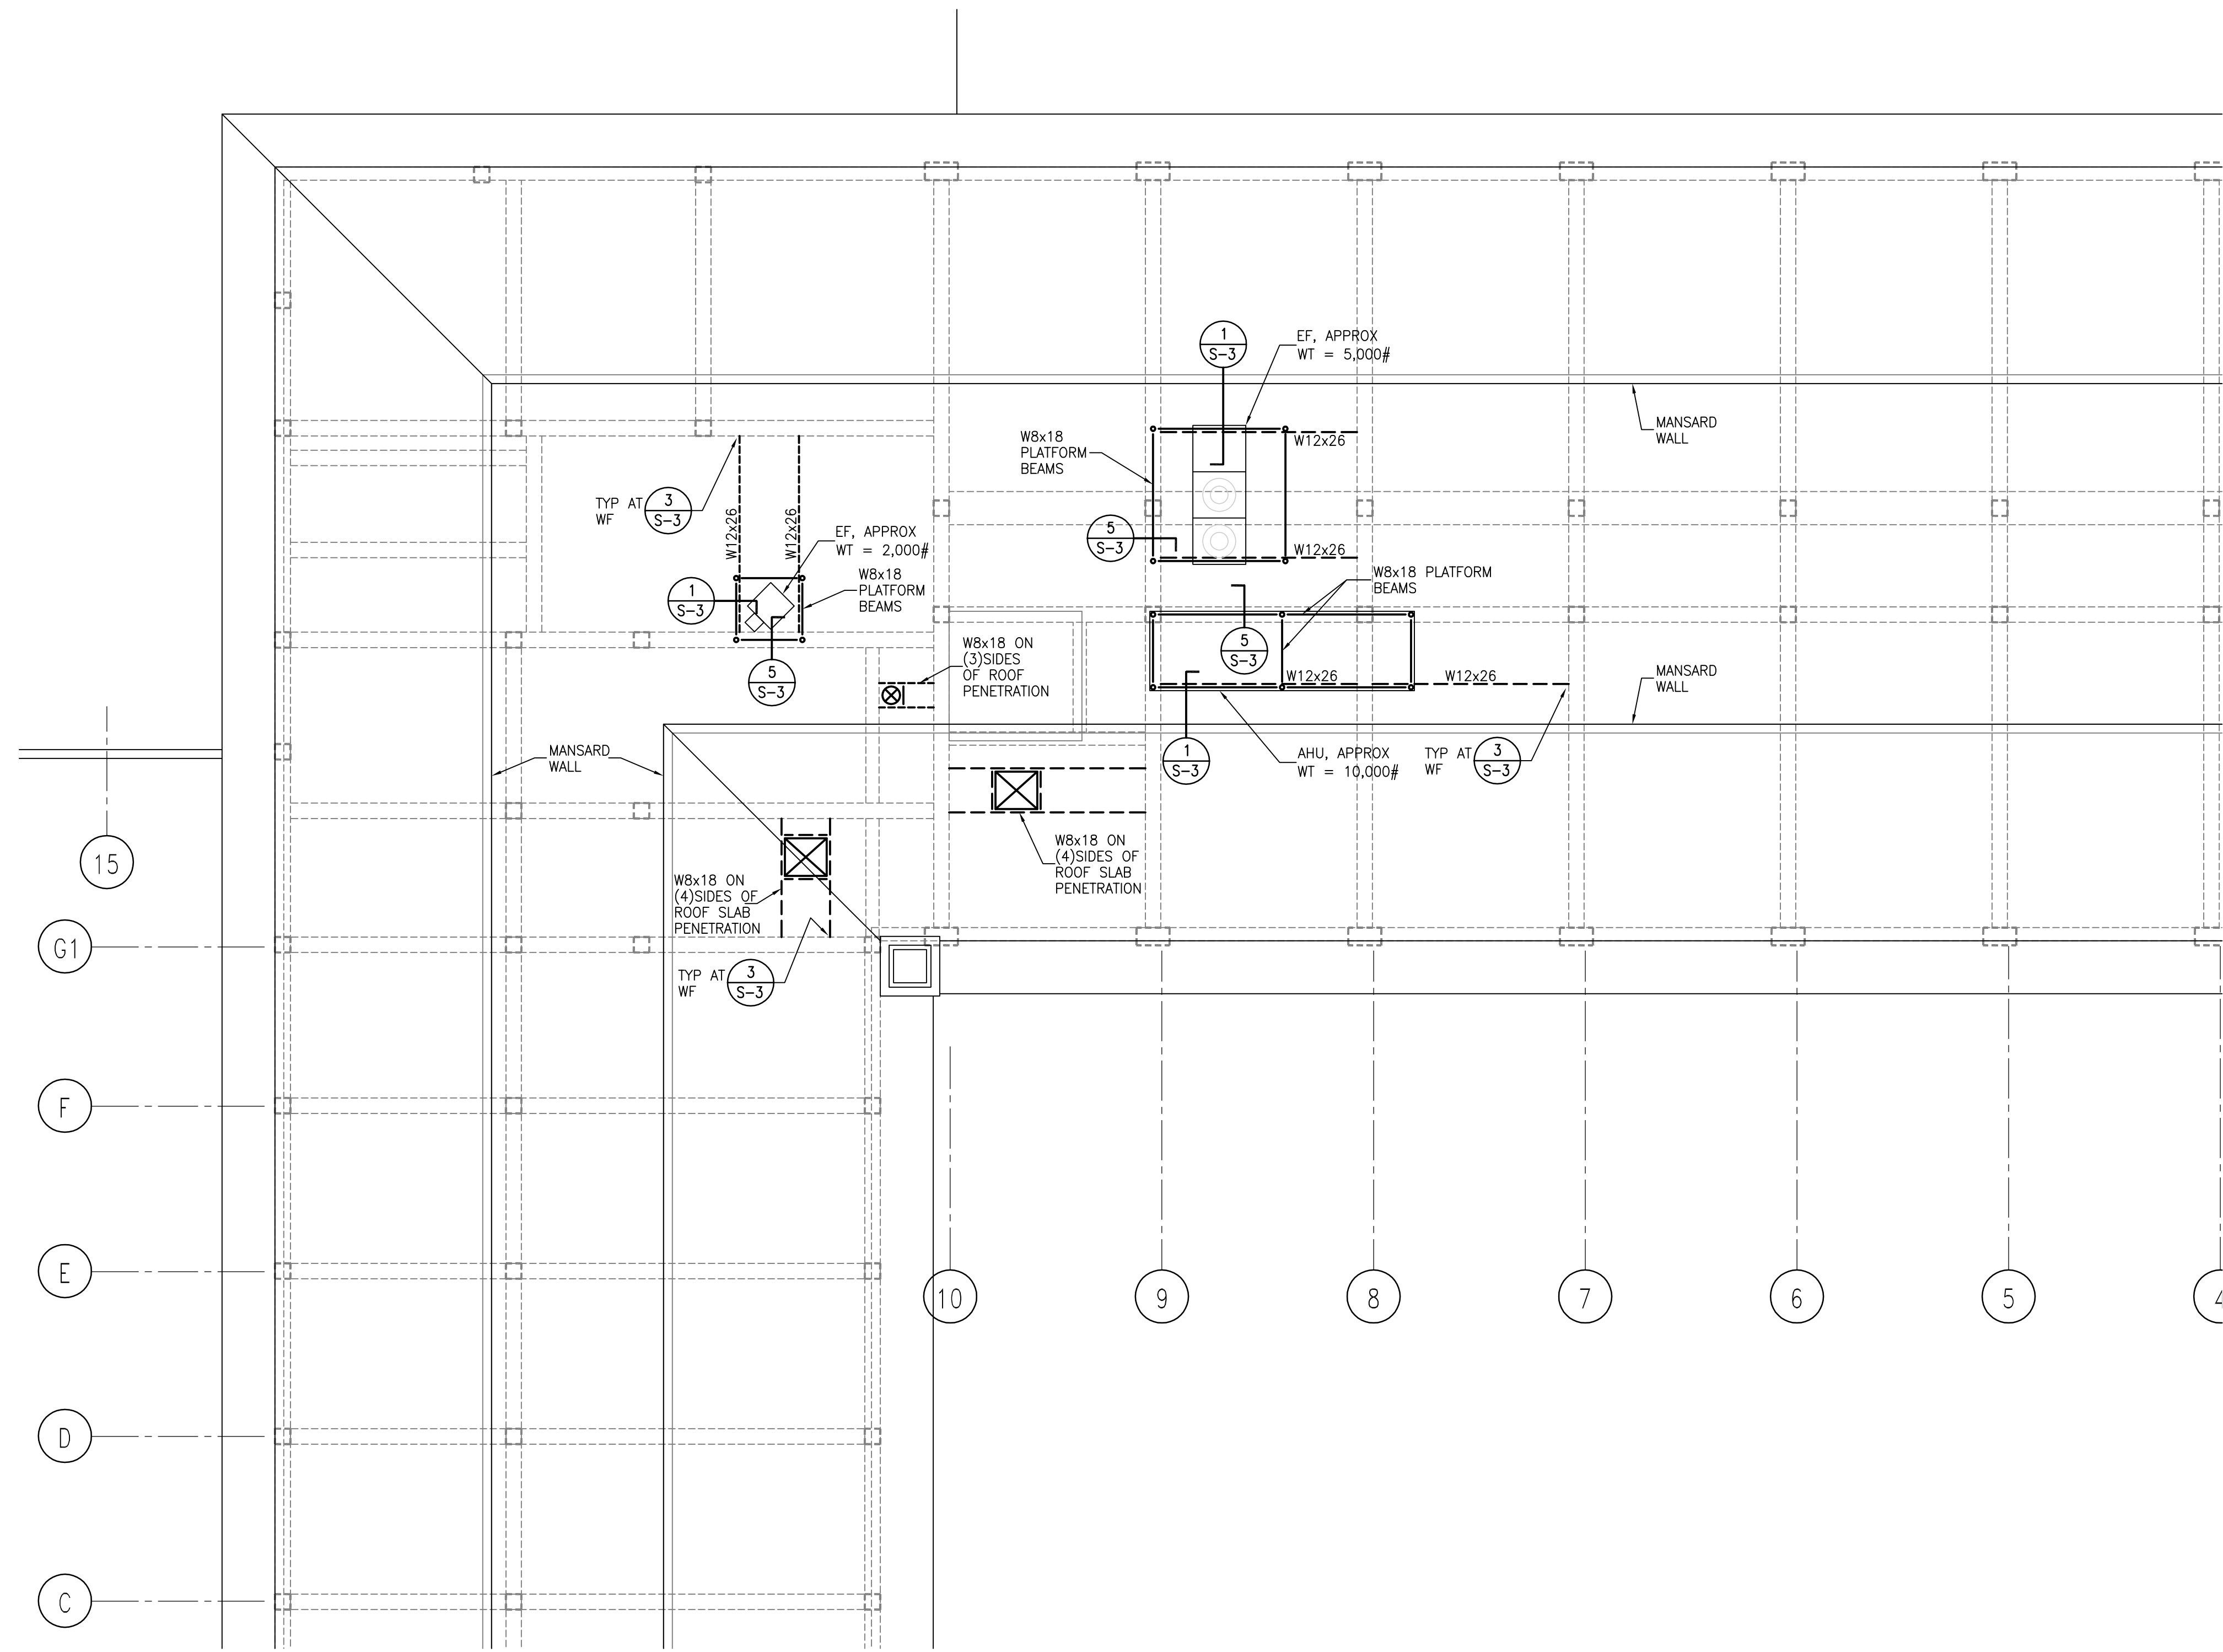 1
S-3
EF, APPROX
WT = 5,000#
MANSARD
WALL
W8x18
PLATFORM
BEAMS
W12x26
TYP AT
WF
3
S-3
W12x26
W12x26
EF, APPROX
WT = 2,000#
5
S-3
W12x26
W8x18 PLATFORM
BEAMS
W8x18
PLATFORM
BEAMS
1
S-3
5
S-3
W8x18 ON
(3)SIDES
OF ROOF
PENETRATION
5
S-3
W12x26
W12x26
MANSARD
WALL
MANSARD
WALL
1
S-3
AHU, APPROX
WT = 10,000#
TYP AT
WF
3
S-3
15
W8x18 ON
(4)SIDES OF
ROOF SLAB
PENETRATION
W8x18 ON
(4)SIDES OF
ROOF SLAB
PENETRATION
G1
TYP AT
WF
3
S-3
F
E
10
9
8
7
6
5
4
D
C